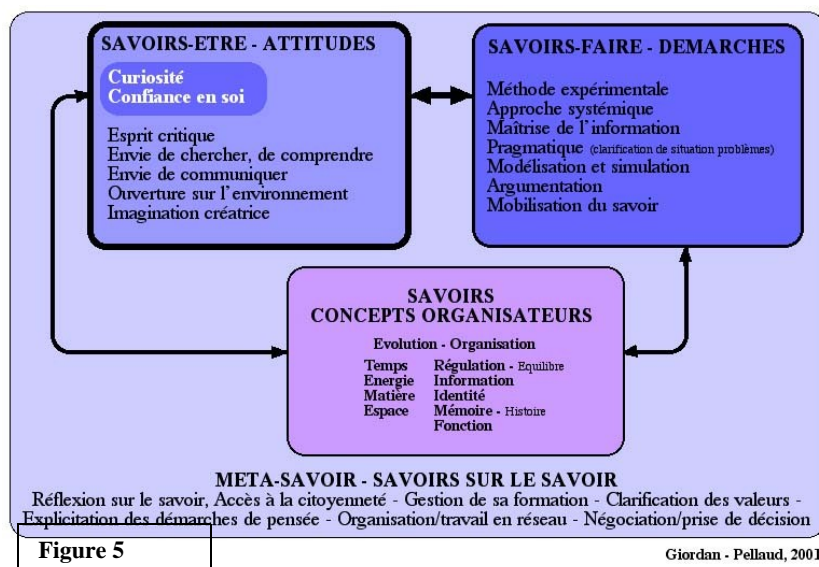 SAVOIRS-ETRE - ATTITUDES
Curiosité
Confiance en soi
Esprit critique
Envie de chercher, de comprendre
Envie de communiquer
Ouverture sur l'environnement
Imagination créatrice
SAVOIRS-FAIRE - DEMARCHES
Méthode expérimentale
Approche systémique
Maîtrise de l'information
Pragmatique (clarification de situation problèmes)
Modélisation et simulation
Argumentation
Mobilisation du savoir
SAVOIRS
CONCEPTS ORGANISATEURS
Evolution - Organisation
Temps Régulation - Equilibre
Energie Information
Matière Identité
Espace Mémoire - Histoire
Fonction
META-SAVOIR - SAVOIRS SUR LE SAVOIR
Réflexion sur le savoir, Accès à la citoyenneté - Gestion de sa formation - Clarification des valeurs -
Explicitation des démarches de pensée - Organisation/travail en réseau - Négociation/prise de décision
Figure 5
Giordan - Pellaud, 2001